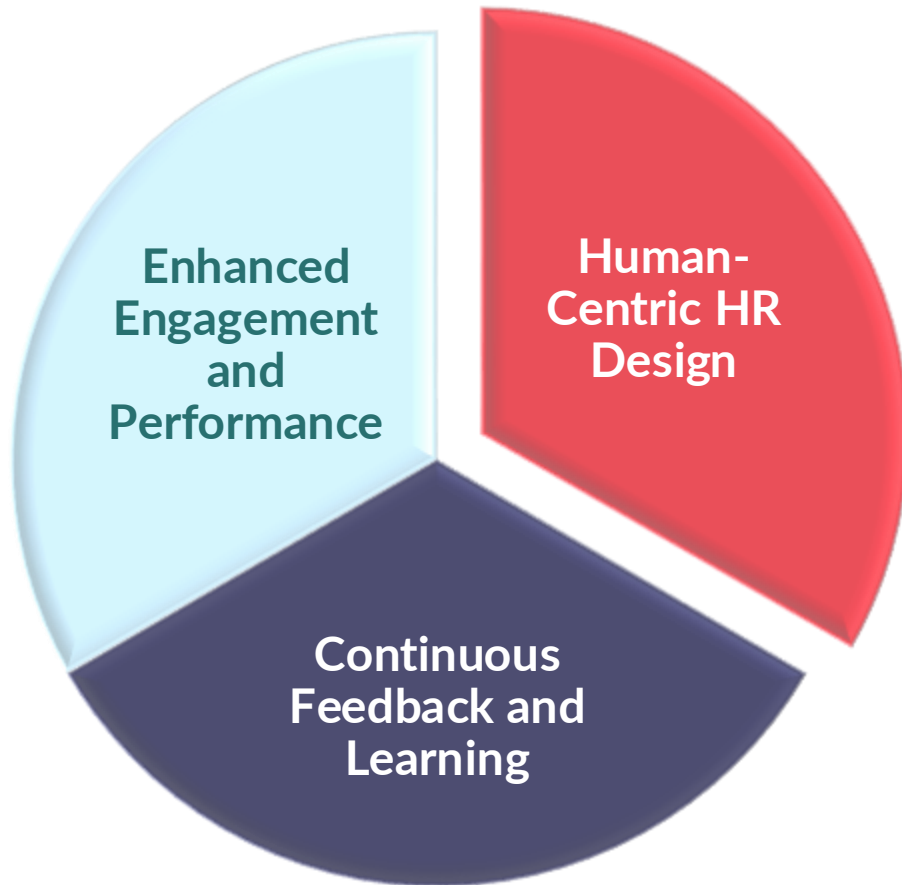 Enhanced
Engagement
and
Performance
Human-
Centric HR
Design
Continuous
Feedback and
Learning